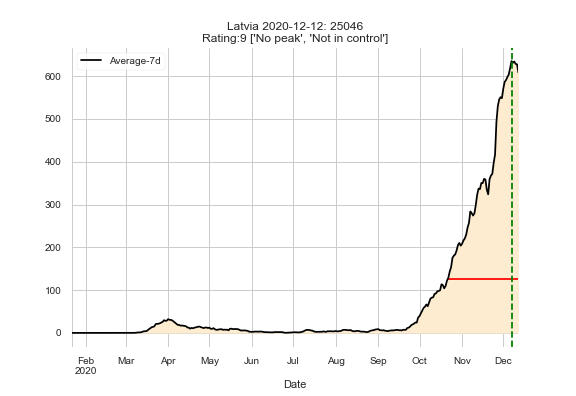 Latvia 2020-12-12: 25046
Rating:9 ['No peak', 'Not in control']
Average-7d
600
500
400
300
200
100
0
Feb Mar Apr May Jun Jul Aug Sep Oct Nov Dec
2020
Date